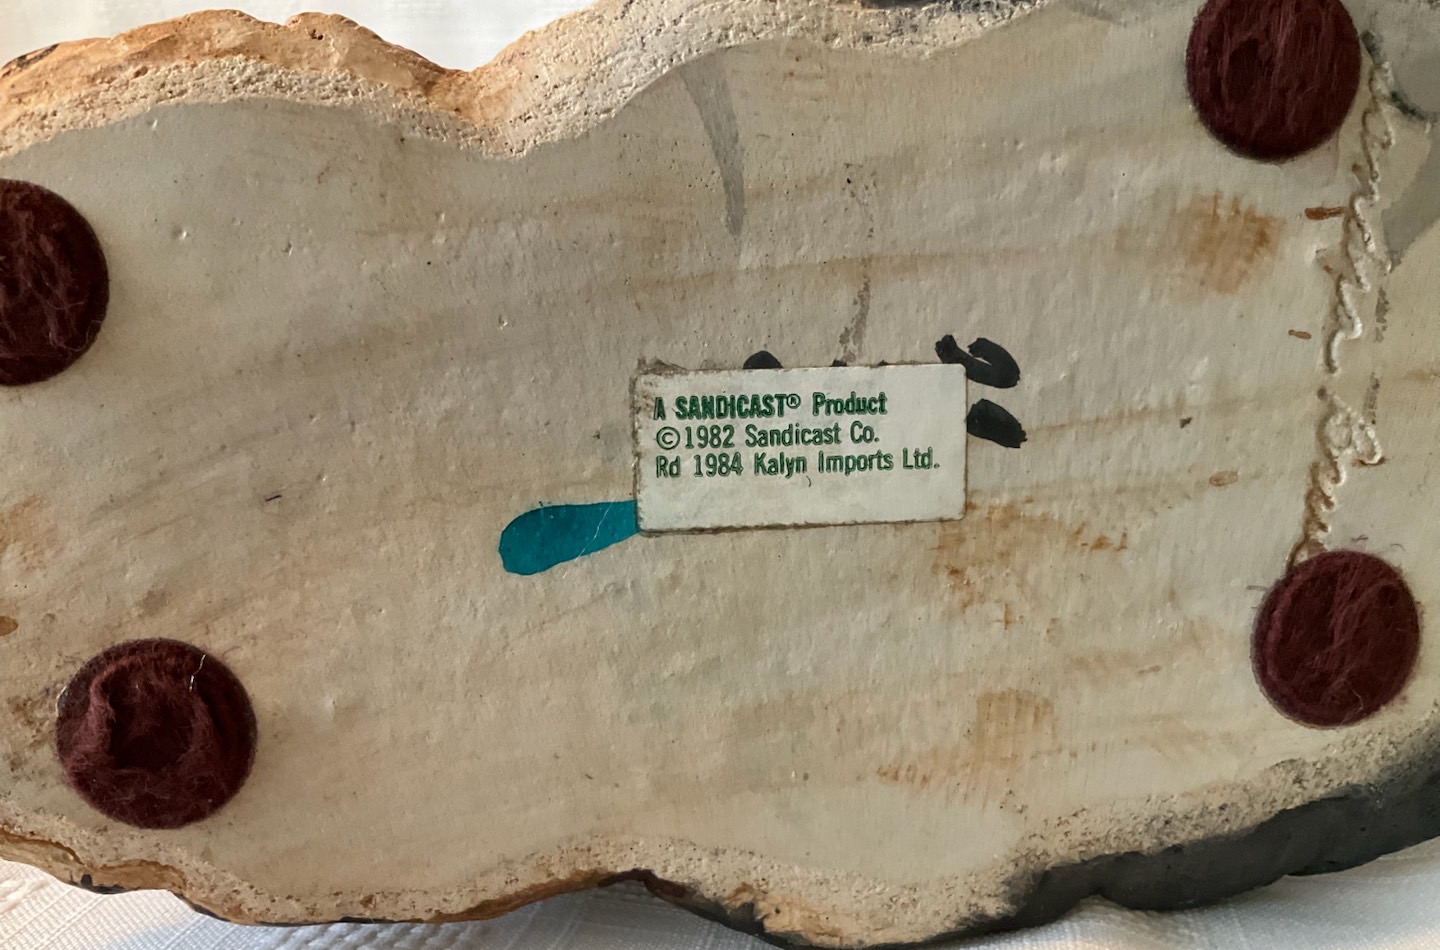 A SANDICAST® Product
©1982 Sandicast Co.
Rd 1984 Kalyn Imports Ltd.